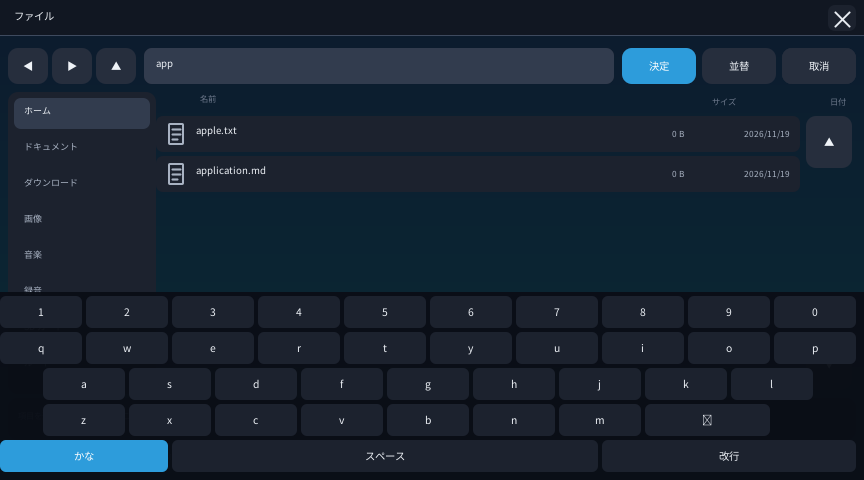 ファイル
app
決定
並替
取消
名前
サイズ
日付
ホーム
ドキュメント
ダウンロード
画像
音楽
録音
apple.txt
0 B
2026/11/19
application.md
0 B
2026/11/19
1 2 3 4 5 6 7 8 9 0
q w e r t y u i o p
a s d f g h j k l
z x c v b n m
かな
スペース
改行